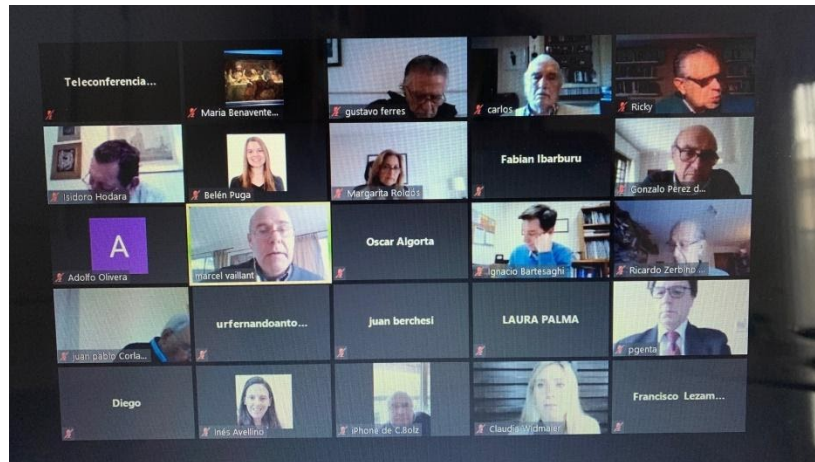 Teleconferencia...
Maria Benavente...
gustavo ferres
carlos
Ricky
Isidoro Hodara
Belén Puga
Margarita Roldós
Fabian Ibarburu
Gonzalo Pérez d...
A
Adolfo Olivera
marcel vaillant
Oscar Algorta
Ignacio Bartesaghi
Ricardo Zerbino ...
juan pablo Corla...
urfernandoanto...
juan berchesi
LAURA PALMA
pgenta
Diego
Inés Avellino
iPhone de C.Bolz
Claudia Widmaier
Francisco Lezam...